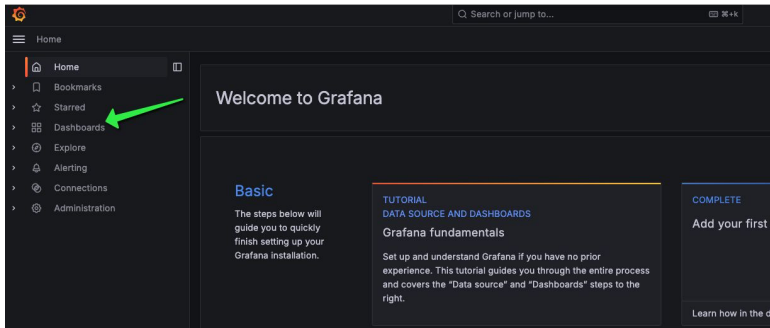 Search or jump to...
⌘+k
Home
Home
Bookmarks
Starred
Dashboards
Explore
Alerting
Connections
Administration
Welcome to Grafana
Basic
The steps below will
guide you to quickly
finish setting up your
Grafana installation.
TUTORIAL
DATA SOURCE AND DASHBOARDS
Grafana fundamentals
Set up and understand Grafana if you have no prior
experience. This tutorial guides you through the entire process
and covers the “Data source” and “Dashboards” steps to the
right.
COMPLETE
Add your first
Learn how in the d